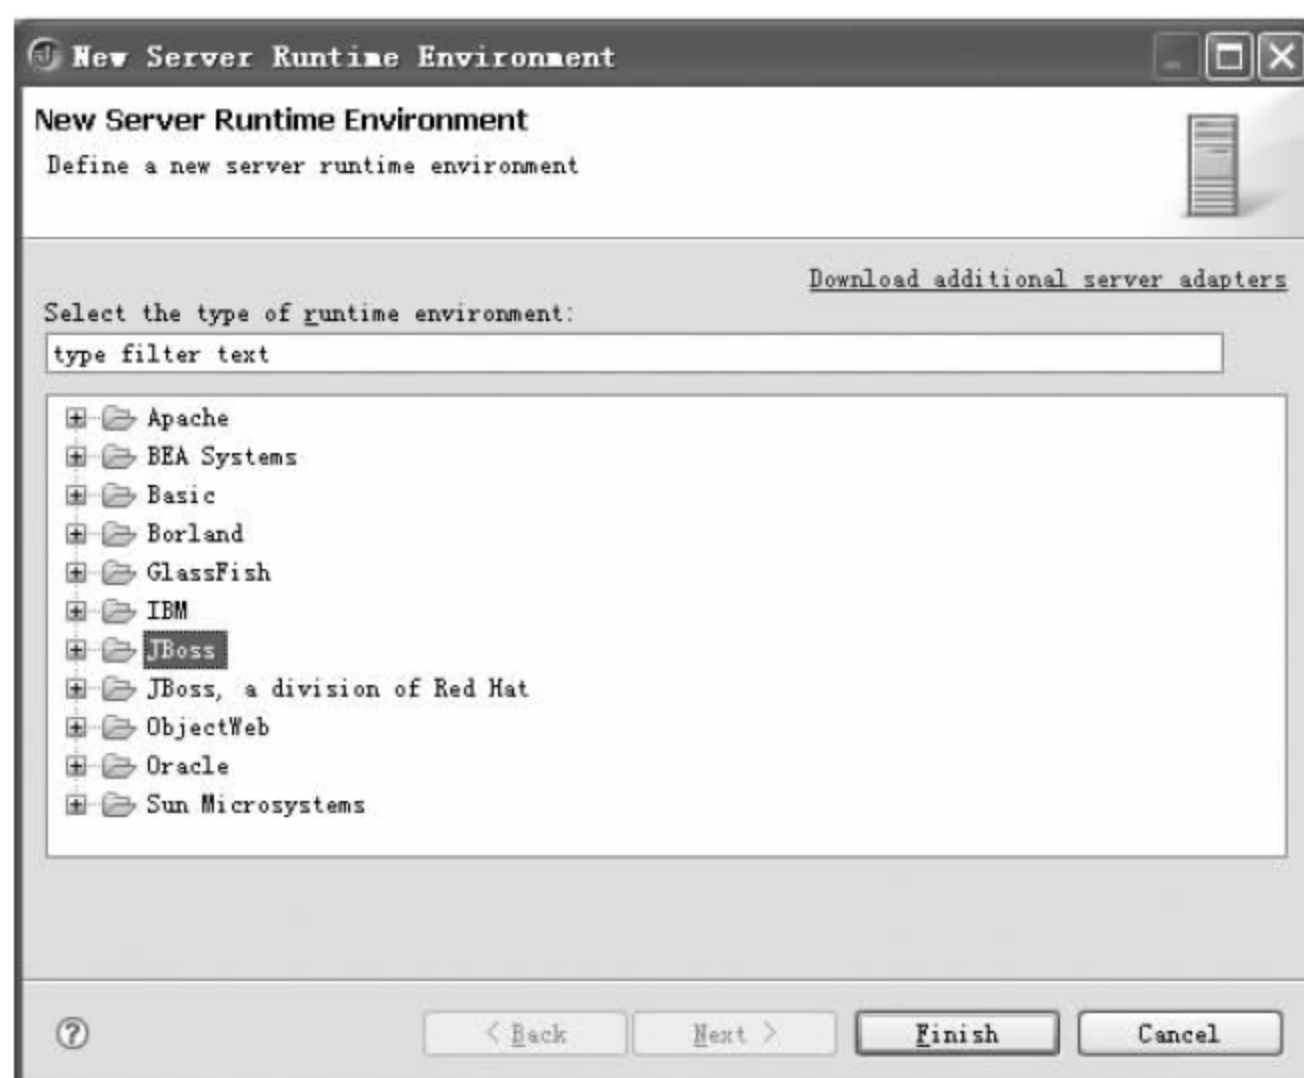 New Server Runtime Environment
New Server Runtime Environment
Define a new server runtime environment
Download additional server adapters
Select the type of runtime environment:
type filter text
Apache
BEA Systems
Basic
Borland
GlassFish
IBM
JBoss
JBoss, a division of Red Hat
ObjectWeb
Oracle
Sun Microsystems
? < Back Next > Finish Cancel